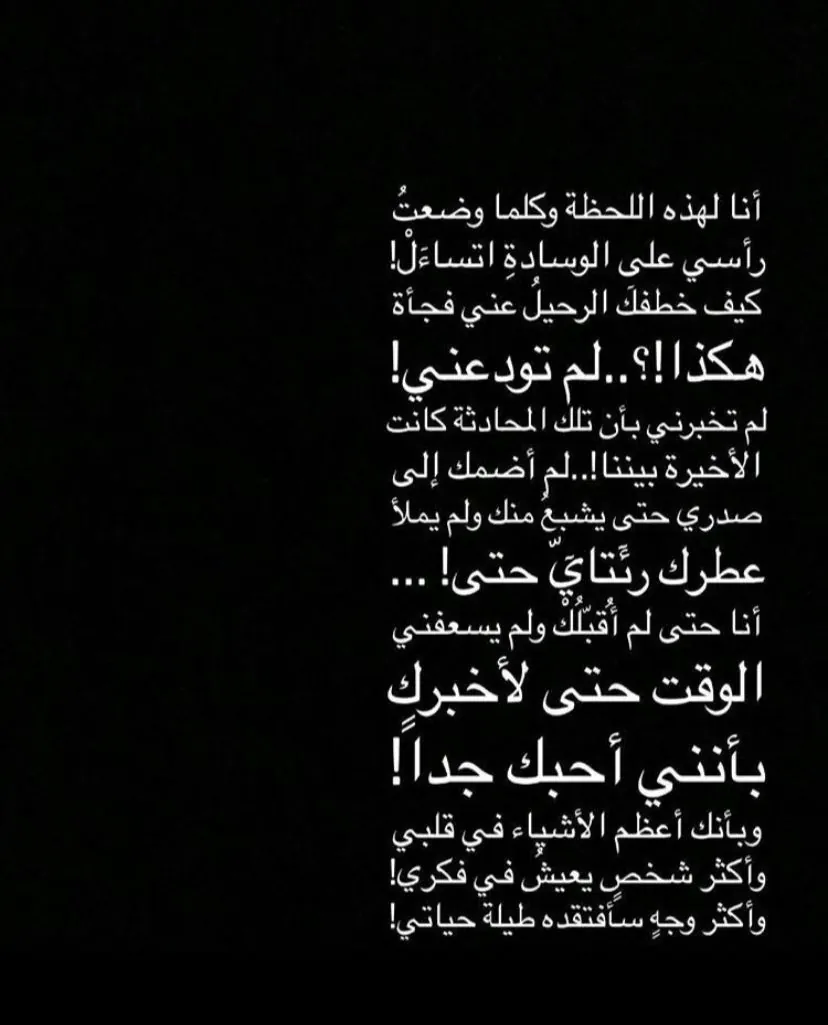 أنا لهذه اللحظة وكلما وضعتُ
رأسي على الوسادةِ اتساءَلْ!
كيف خطفكَ الرحيلُ عني فجأة
هكذا!؟..لم تودعني!
لم تخبرني بأن تلك المحادثة كانت
الأخيرة بيننا!..لم أضمك إلى
صدري حتى يشبعُ منك ولم يملأ
عطرك رئَتايَّ حتى! ...
أنا حتى لم أُقبّلُكْ ولم يسعفني
الوقت حتى لأخبركِ
بأنني أحبك جداً!
وبأنك أعظم الأشياء في قلبي
وأكثر شخصٍ يعيشُ في فكري!
وأكثر وجهٍ سأفتقده طيلة حياتي!